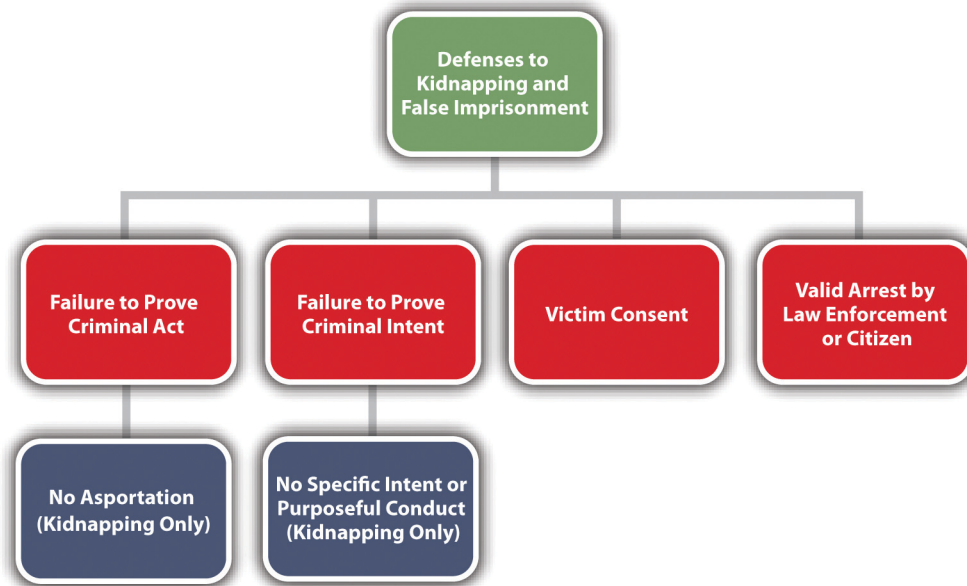 Defenses to
Kidnapping and
False Imprisonment
Failure to Prove
Criminal Act
Failure to Prove
Criminal Intent
Victim Consent
Valid Arrest by
Law Enforcement
or Citizen
No Asportation
(Kidnapping Only)
No Specific Intent or
Purposeful Conduct
(Kidnapping Only)